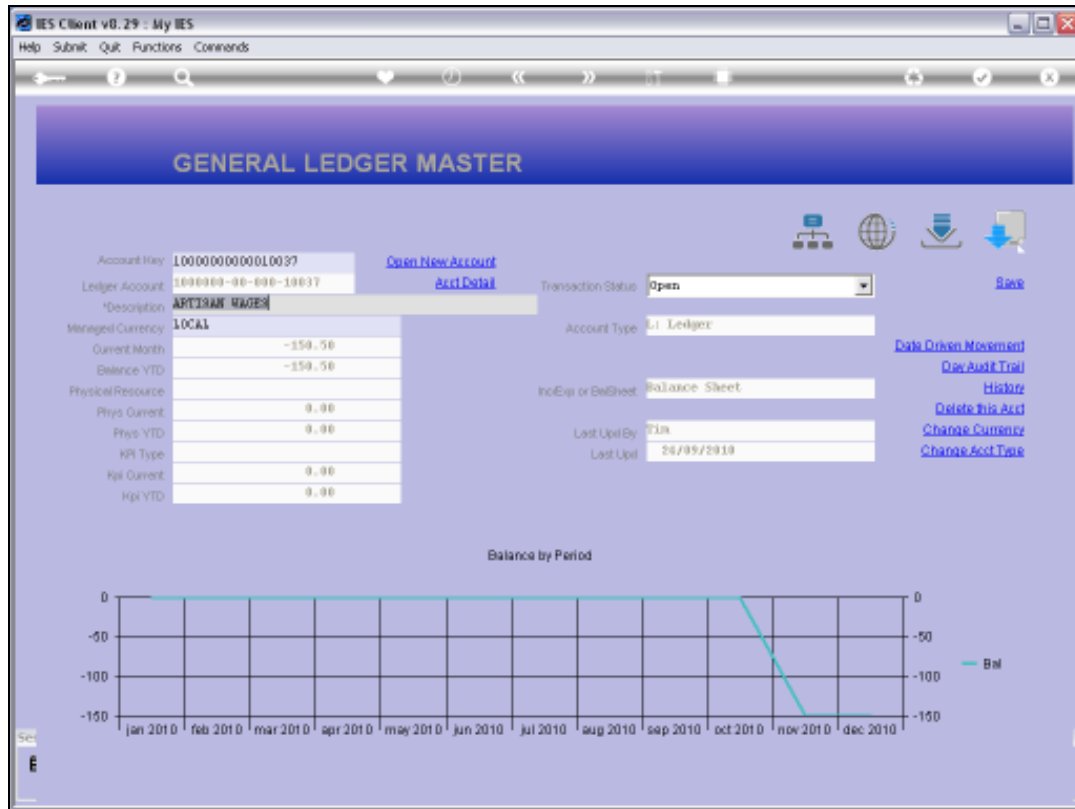 IES Client v8.29 : My IES
Help Submit Quit Functions Commands
GENERAL LEDGER MASTER
Account Key 1000000000010037 Open New Account
Ledger Account 1000000-00-000-10037 Acct Detail Transaction Status Open Save
*Description ARTISAN WAGES
Managed Currency LOCAL Account Type L: Ledger
Current Month -150.50 Date Driven Movement
Balance YTD -150.50 Day Audit Trail
Physical Resource Inc/Exp or BalSheet Balance Sheet History
Phys Current 0.00 Delete this Acct
Phys YTD 0.00 Last Upd By Tim Change Currency
KPI Type Last Upd 26/09/2010 Change Acct Type
Kpi Current 0.00
Kpi YTD 0.00
Balance by Period
0 0
-50 -50
Bal
-100 -100
-150 -150
jan 2010 feb 2010 mar 2010 apr 2010 may 2010 jun 2010 jul 2010 aug 2010 sep 2010 oct 2010 nov 2010 dec 2010